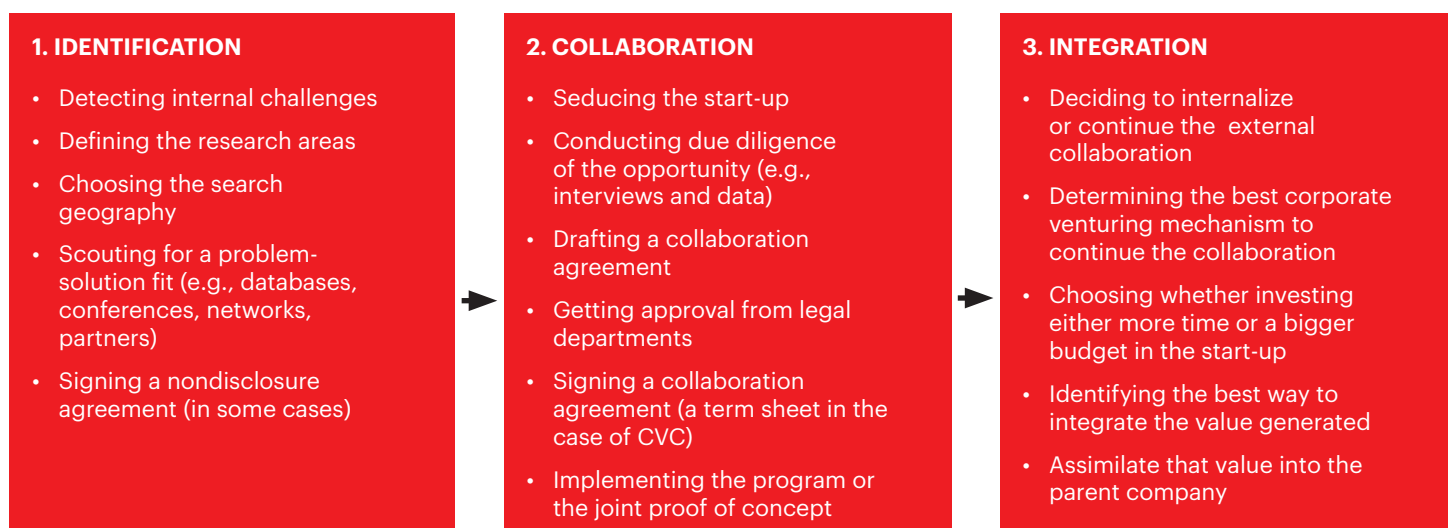 1. IDENTIFICATION
• Detecting internal challenges
• Defining the research areas
• Choosing the search
geography
• Scouting for a problem-
solution fit (e.g., databases,
conferences, networks,
partners)
• Signing a nondisclosure
agreement (in some cases)
2. COLLABORATION
• Seducing the start-up
• Conducting due diligence
of the opportunity (e.g.,
interviews and data)
• Drafting a collaboration
agreement
• Getting approval from legal
departments
• Signing a collaboration
agreement (a term sheet in the
case of CVC)
• Implementing the program or
the joint proof of concept
3. INTEGRATION
• Deciding to internalize
or continue the external
collaboration
• Determining the best corporate
venturing mechanism to
continue the collaboration
• Choosing whether investing
either more time or a bigger
budget in the start-up
• Identifying the best way to
integrate the value generated
• Assimilate that value into the
parent company